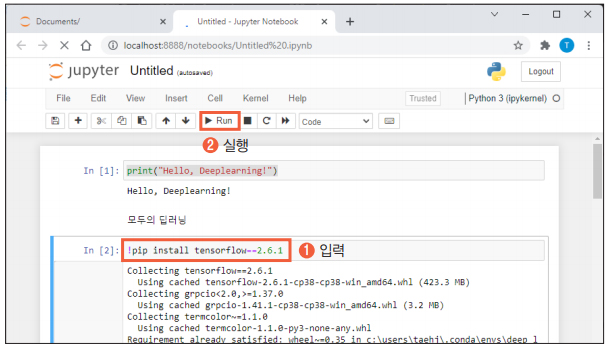 Documents/
Untitled - Jupyter Notebook
localhost:8888/notebooks/Untitled%20.ipynb
T
jupyter Untitled (autosaved)
Logout
File Edit View Insert Cell Kernel Help
Trusted
Python 3 (ipykernel)
Run
Code
❷ 실행
In [1]: print("Hello, Deeplearning!")
Hello, Deeplearning!
모두의 딥러닝
In [2]: !pip install tensorflow==2.6.1
❶ 입력
Collecting tensorflow==2.6.1
Using cached tensorflow-2.6.1-cp38-cp38-win_amd64.whl (423.3 MB)
Collecting grpcio<2.0,>=1.37.0
Using cached grpcio-1.41.1-cp38-cp38-win_amd64.whl (3.2 MB)
Collecting termcolor~=1.1.0
Using cached termcolor-1.1.0-py3-none-any.whl
Requirement already satisfied: wheel~=0.35 in c:\users\taehj\.conda\envs\deep_l